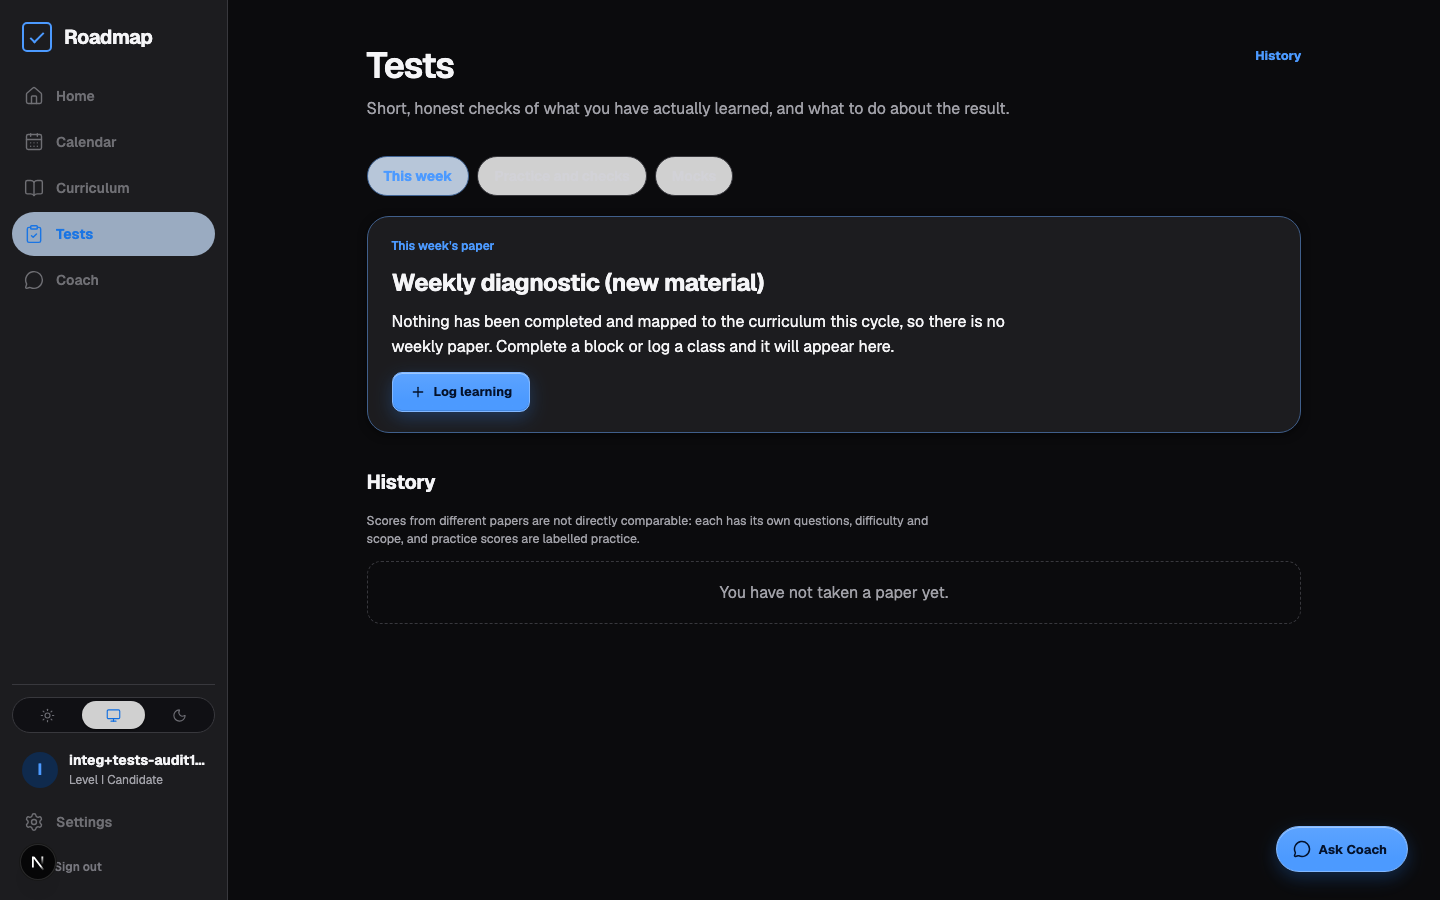 Roadmap
Home
Calendar
Curriculum
Tests
Coach
integ+tests-audit1...
Level I Candidate
Settings
Sign out
Tests
History
Short, honest checks of what you have actually learned, and what to do about the result.
This week
This week's paper
Weekly diagnostic (new material)
Nothing has been completed and mapped to the curriculum this cycle, so there is no
weekly paper. Complete a block or log a class and it will appear here.
Log learning
History
Scores from different papers are not directly comparable: each has its own questions, difficulty and
scope, and practice scores are labelled practice.
You have not taken a paper yet.
Ask Coach